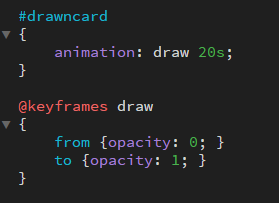 #drawncard
{
animation: draw 20s;
}
@keyframes draw
{
from {opacity: 0; }
to {opacity: 1; }
}